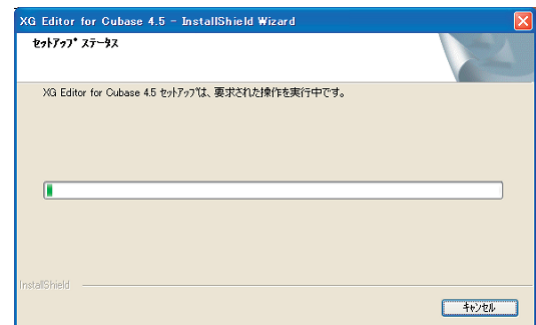 XG Editor for Cubase 4.5 - InstallShield Wizard
セットアップ ステータス
XG Editor for Cubase 4.5 セットアップは、要求された操作を実行中です。
InstallShield
キャンセル